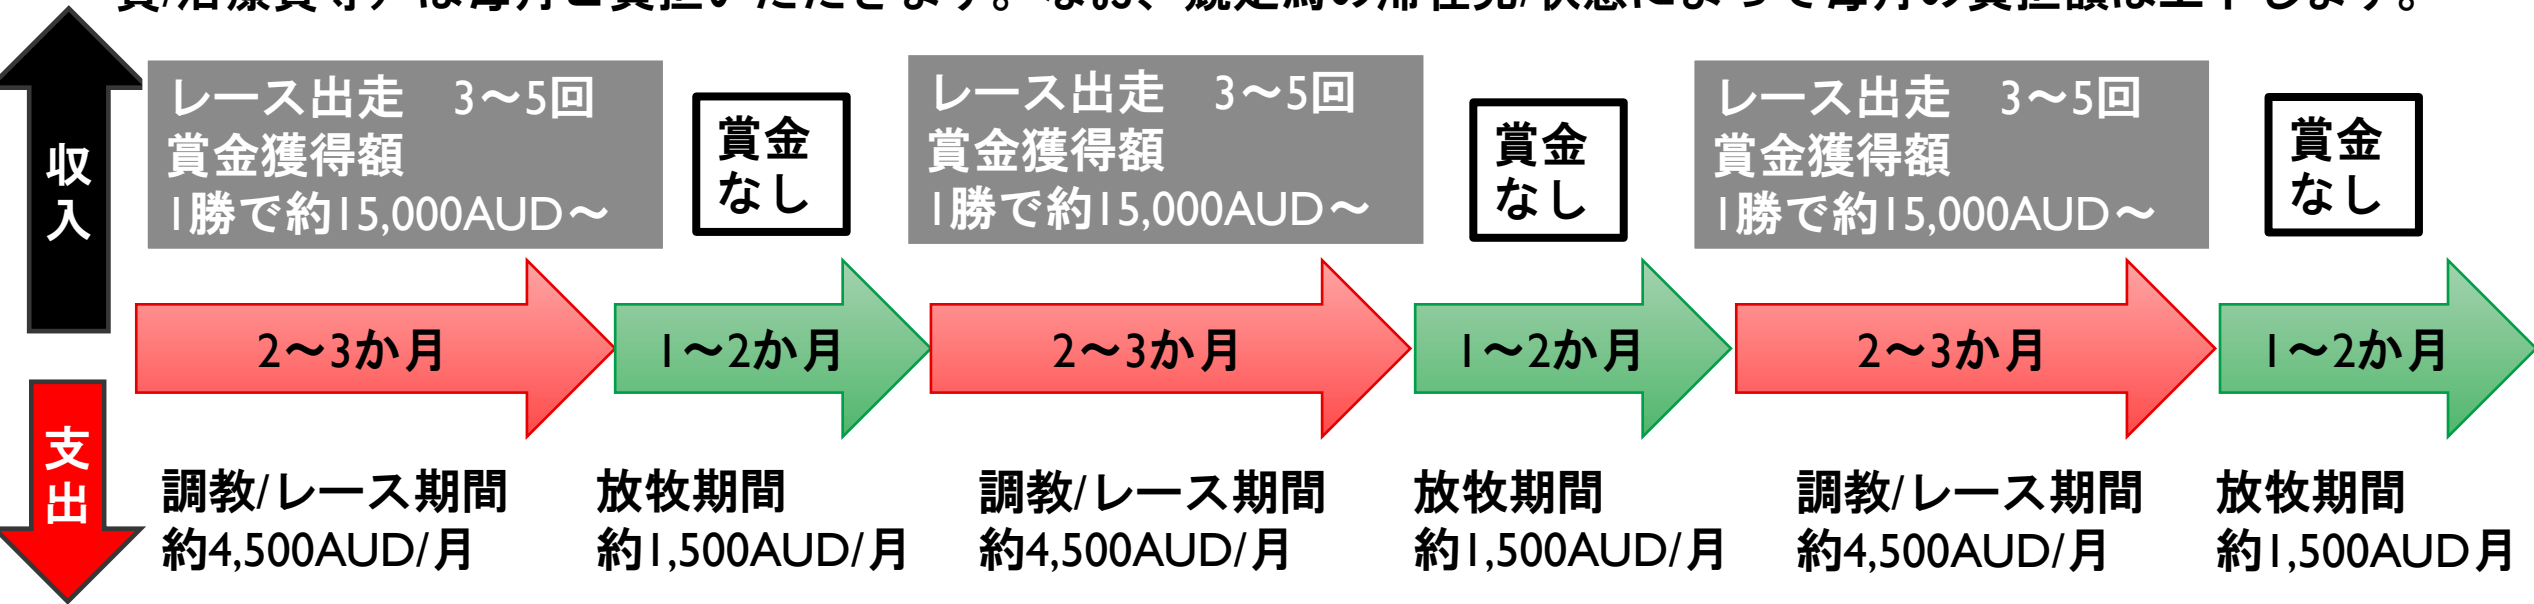 収入
レース出走　3～5回
賞金獲得額
1勝で約15,000AUD～
賞金
なし
レース出走　3～5回
賞金獲得額
1勝で約15,000AUD～
賞金
なし
レース出走　3～5回
賞金獲得額
1勝で約15,000AUD～
賞金
なし
2～3か月
1～2か月
2～3か月
1～2か月
2～3か月
1～2か月
支出
調教/レース期間
約4,500AUD/月
放牧期間
約1,500AUD/月
調教/レース期間
約4,500AUD/月
放牧期間
約1,500AUD/月
調教/レース期間
約4,500AUD/月
放牧期間
約1,500AUD月